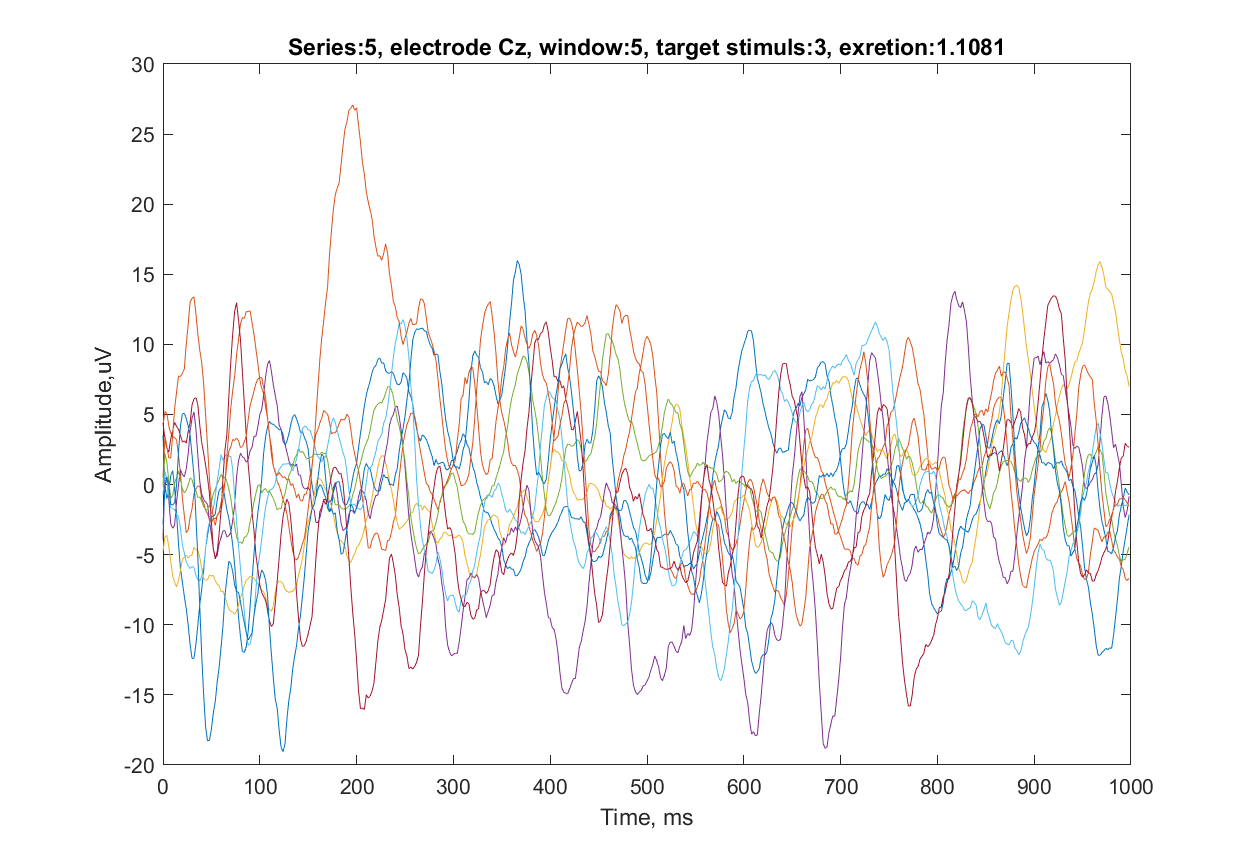 Series:5, electrode Cz, window:5, target stimuls:3, exretion:1.1081
30
25
20
15
10
5
0
-5
-10
-15
-20
Amplitude,uV
0 100 200 300 400 500 600 700 800 900 1000
Time, ms